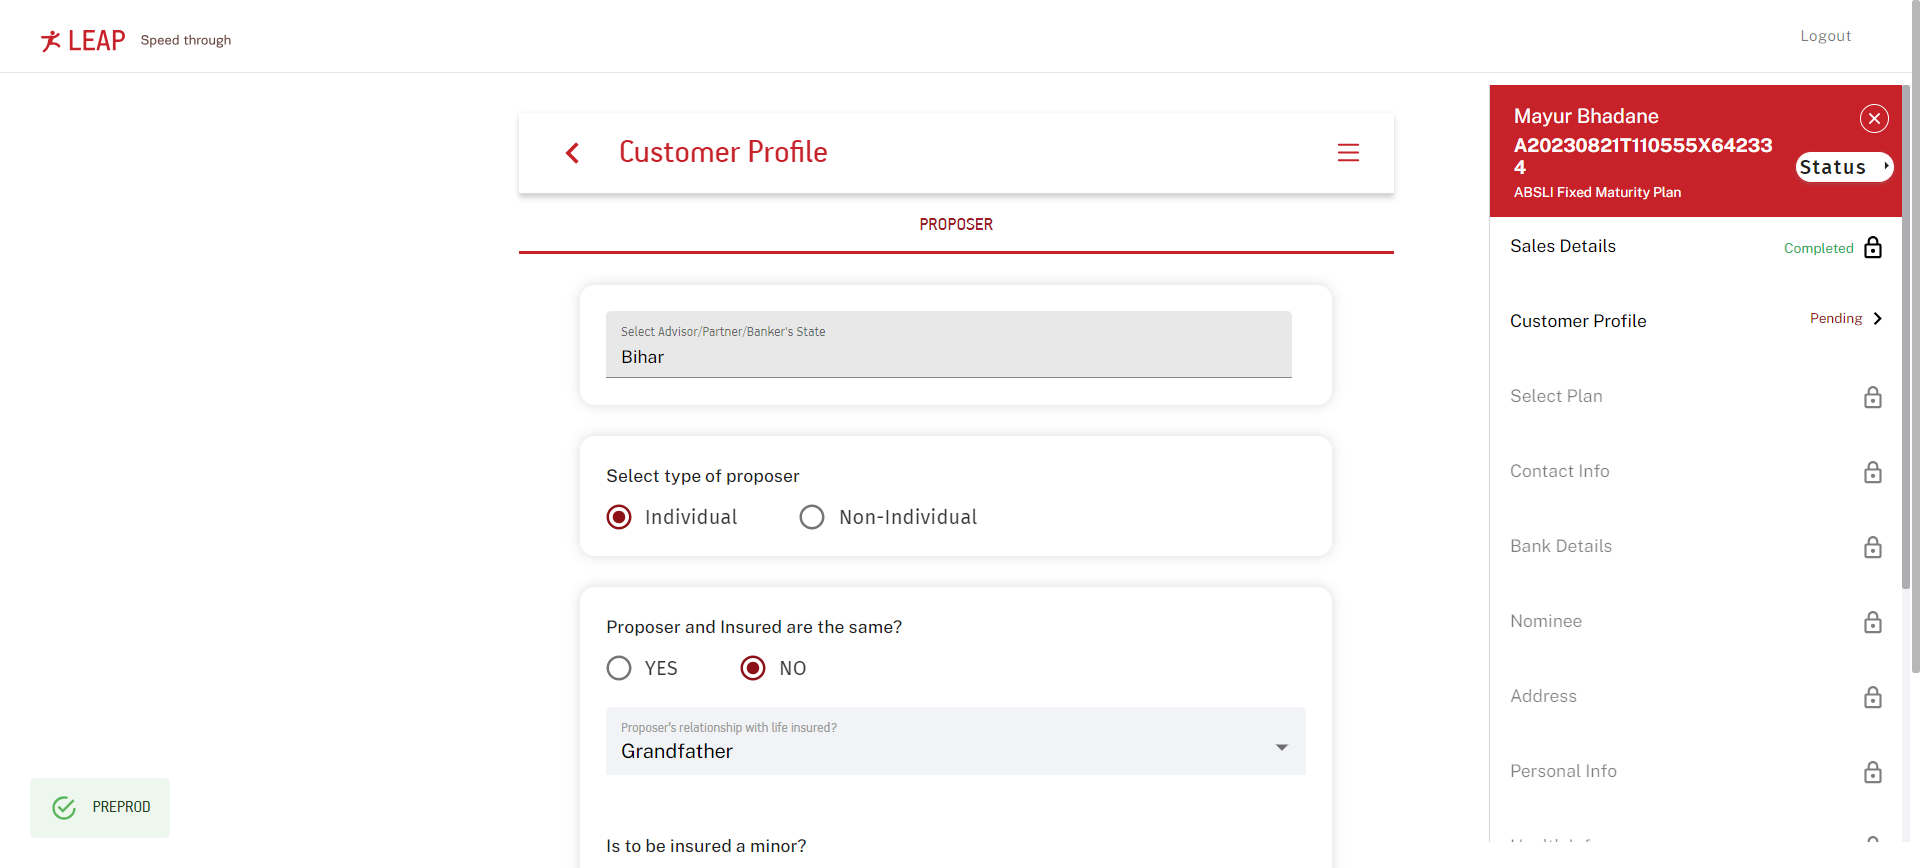 LEAP Speed through
Logout
Customer Profile
PROPOSER
Select Advisor/Partner/Banker's State
Bihar
Select type of proposer
Individual
Non-Individual
Proposer and Insured are the same?
YES
NO
Proposer's relationship with life insured?
Grandfather
Is to be insured a minor?
PREPROD
Mayur Bhadane
A20230821T110555X64233
4
Status
ABSLI Fixed Maturity Plan
Sales Details
Completed
Customer Profile
Pending
Select Plan
Contact Info
Bank Details
Nominee
Address
Personal Info